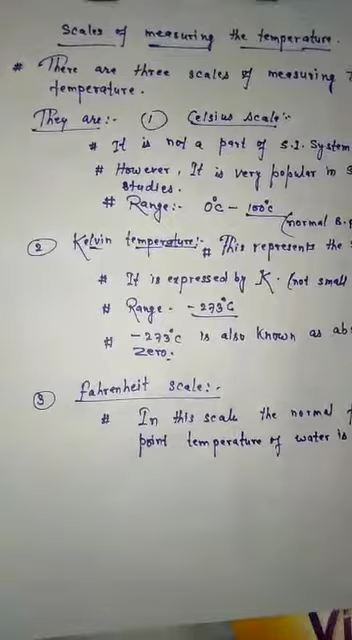 Scales of measuring the temperature.
# There are three scales of measuring
temperature.
They are:- ① Celsius scale:-
# It is not a part of S.I. System
# However, It is very popular in
studies.
# Range:- 0°C - 100°C
(normal B.P
② Kelvin temperature:- # This represents the
# It is expressed by K. (not small
# Range - -273°C
# -273°C is also known as abs
Zero.
③ Fahrenheit scale:-
# In this scale the normal
point temperature of water is